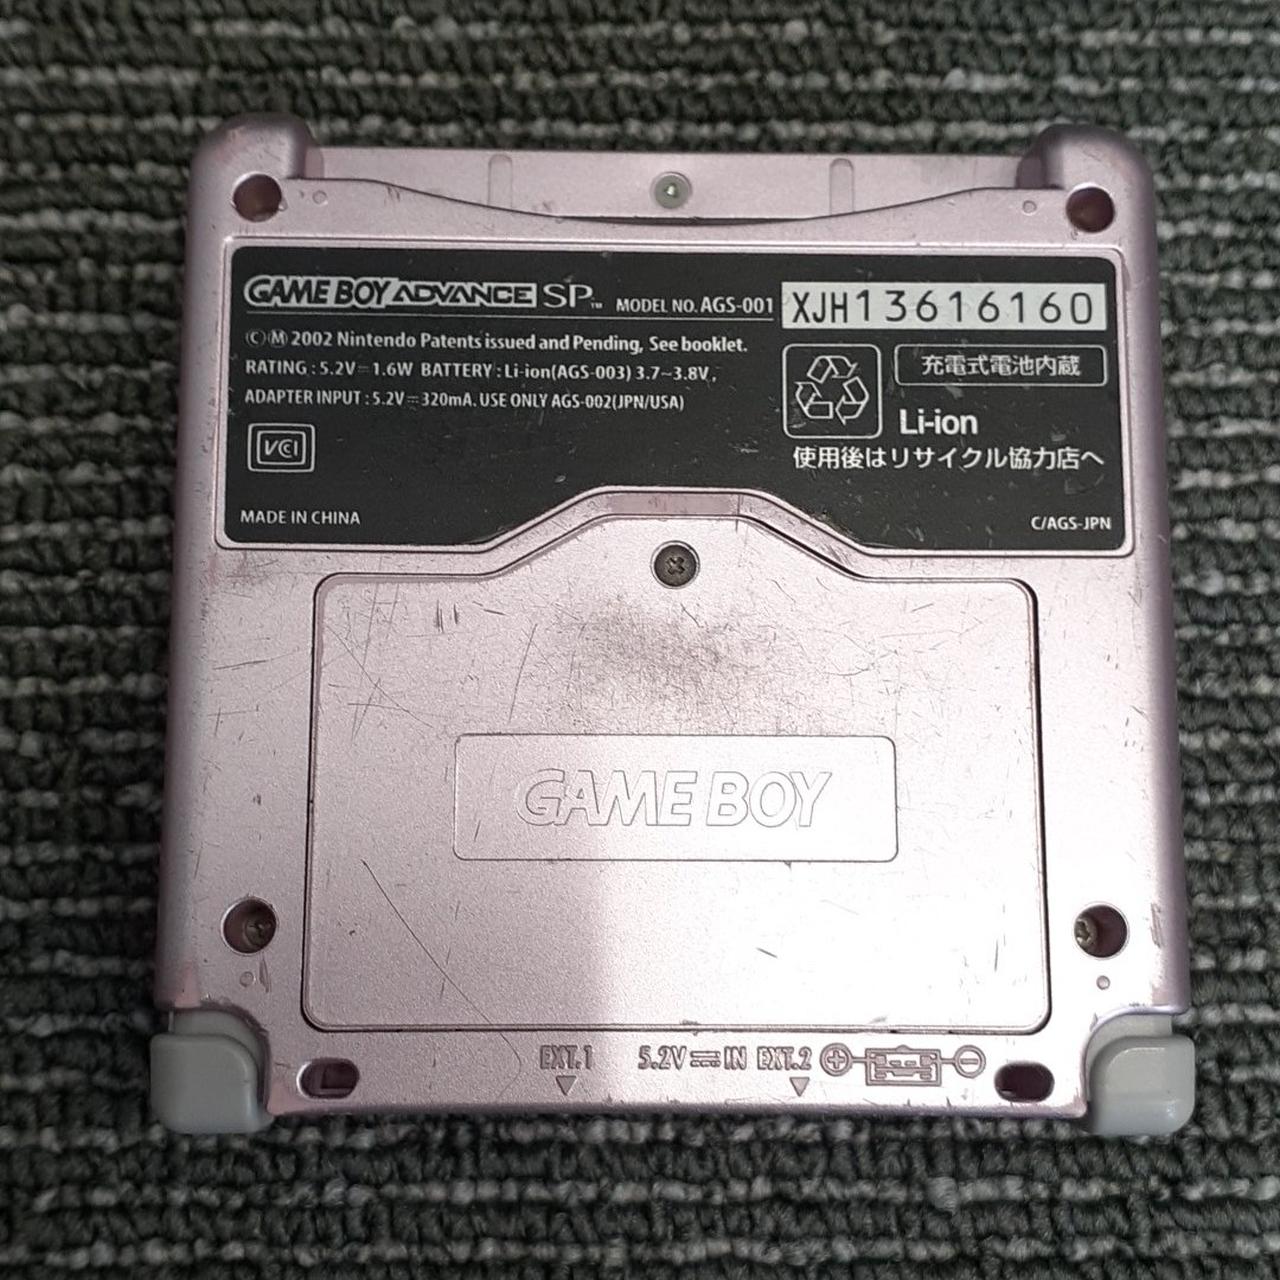 GAME BOY ADVANCE SP™ MODEL NO. AGS-001 XJH13616160
ⒸⓂ 2002 Nintendo Patents issued and Pending, See booklet.
RATING : 5.2V⎓1.6W BATTERY : Li-ion(AGS-003) 3.7~3.8V,
ADAPTER INPUT : 5.2V⎓320mA. USE ONLY AGS-002(JPN/USA)
充電式電池内蔵
Li-ion
使用後はリサイクル協力店へ
VCI
MADE IN CHINA
C/AGS-JPN
GAME BOY
EXT.1 5.2V⎓IN EXT.2